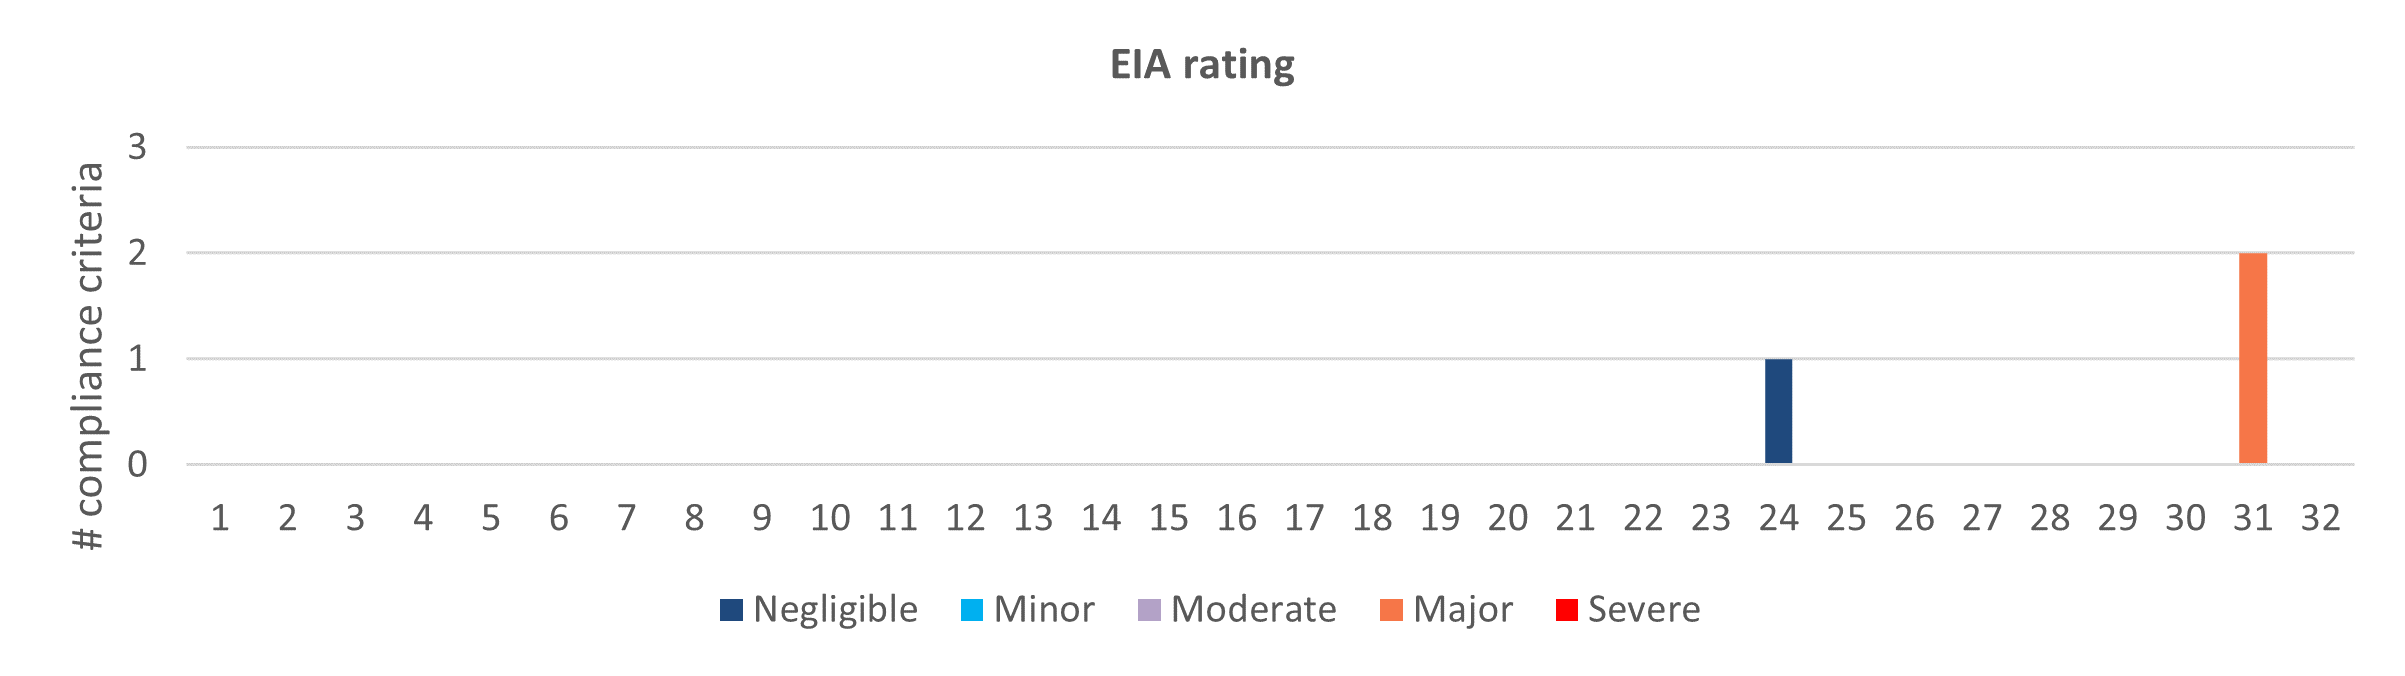 EIA rating
# compliance criteria
3
2
1
0
1 2 3 4 5 6 7 8 9 10 11 12 13 14 15 16 17 18 19 20 21 22 23 24 25 26 27 28 29 30 31 32
Negligible Minor Moderate Major Severe